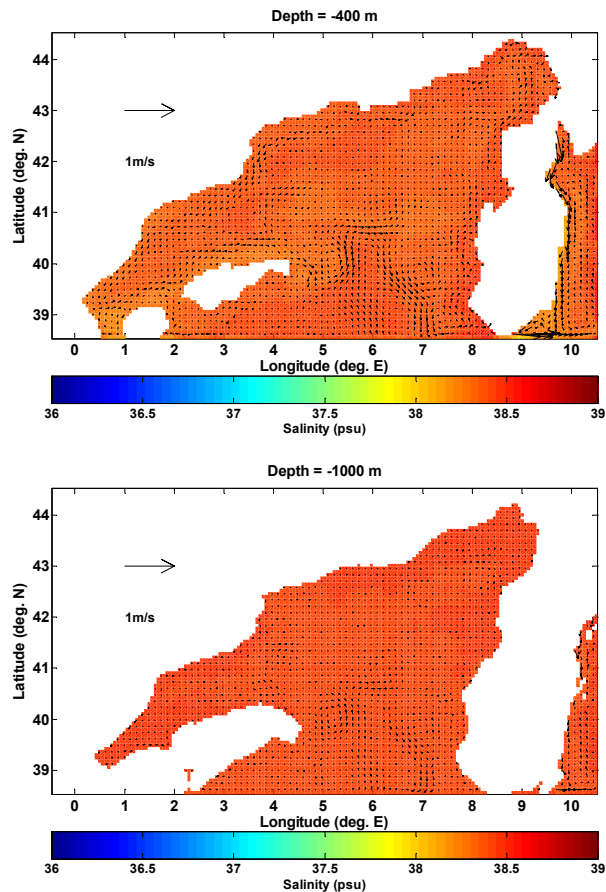 Depth = -400 m
44
43
42
41
40
39
Latitude (deg. N)
1m/s
0 1 2 3 4 5 6 7 8 9 10
Longitude (deg. E)
36 36.5 37 37.5 38 38.5 39
Salinity (psu)
Depth = -1000 m
44
43
42
41
40
39
Latitude (deg. N)
1m/s
0 1 2 3 4 5 6 7 8 9 10
Longitude (deg. E)
36 36.5 37 37.5 38 38.5 39
Salinity (psu)